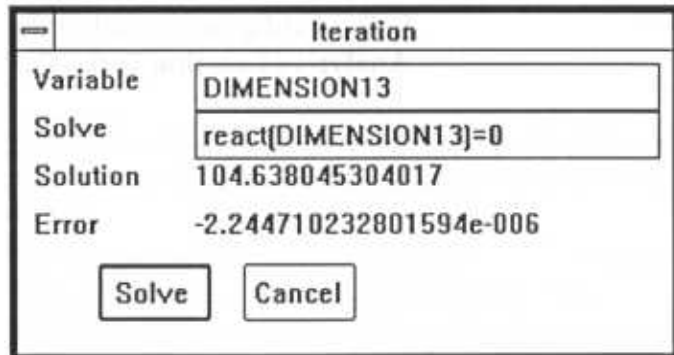 Iteration
Variable DIMENSION13
Solve react(DIMENSION13)=0
Solution 104.638045304017
Error -2.244710232801594e-006
Solve Cancel